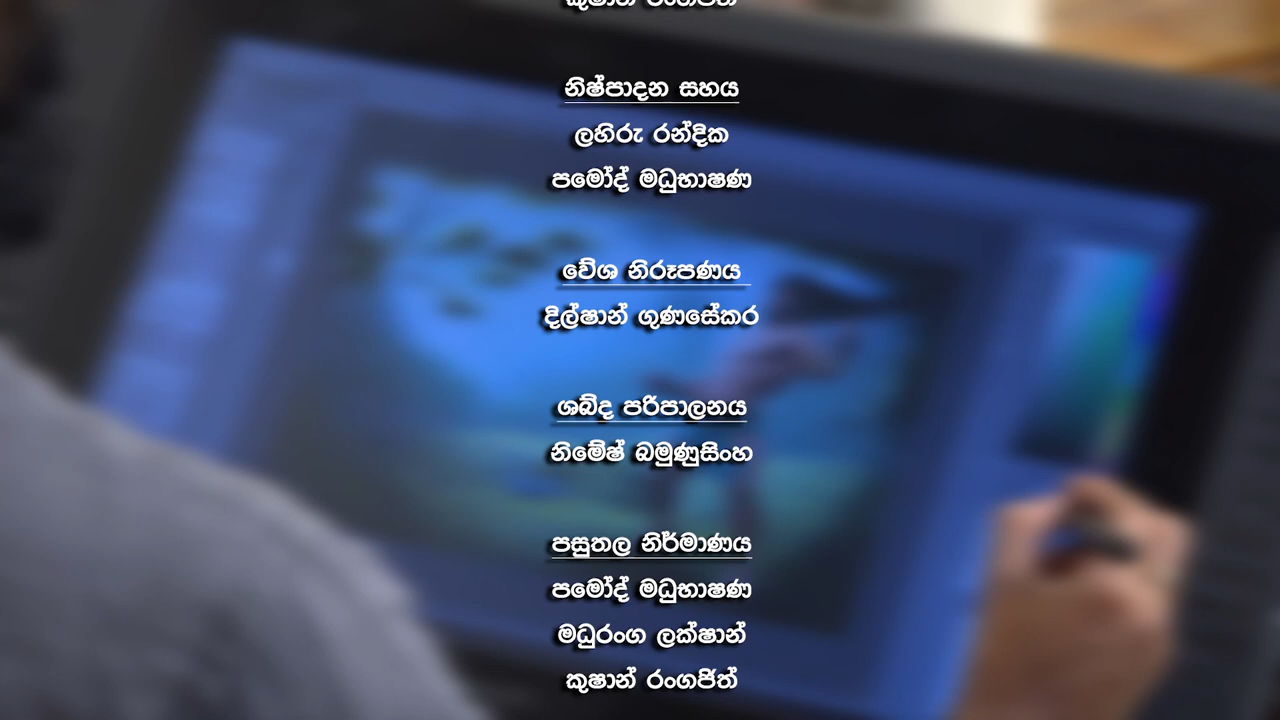 නිෂ්පාදන සහය
ලහිරු රන්දික
පමෝද් මධුභාෂණ
වේශ නිරූපණය
දිල්ෂාන් ගුණසේකර
ශබ්ද පරිපාලනය
නිමේෂ් බමුණුසිංහ
පසුතල නිර්මාණය
පමෝද් මධුභාෂණ
මධුරංග ලක්ෂාන්
කුෂාන් රංගජිත්